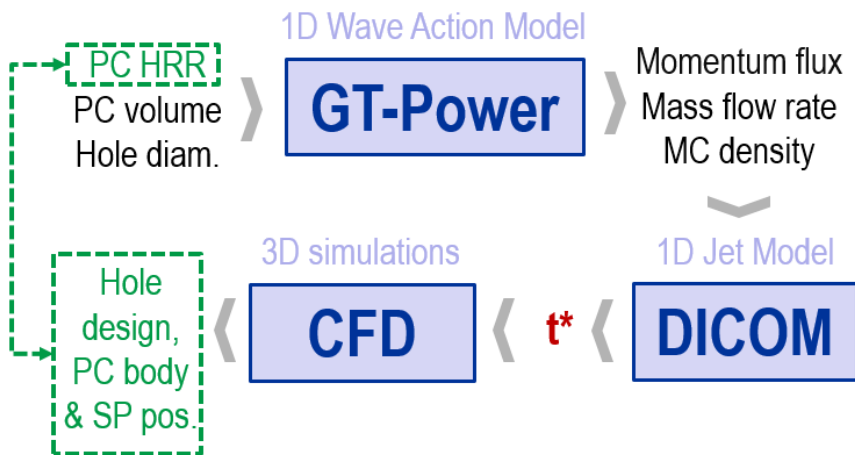 1D Wave Action Model
PC HRR
PC volume
Hole diam.
GT-Power
Momentum flux
Mass flow rate
MC density
3D simulations
1D Jet Model
Hole
design,
PC body
& SP pos.
CFD
t*
DICOM